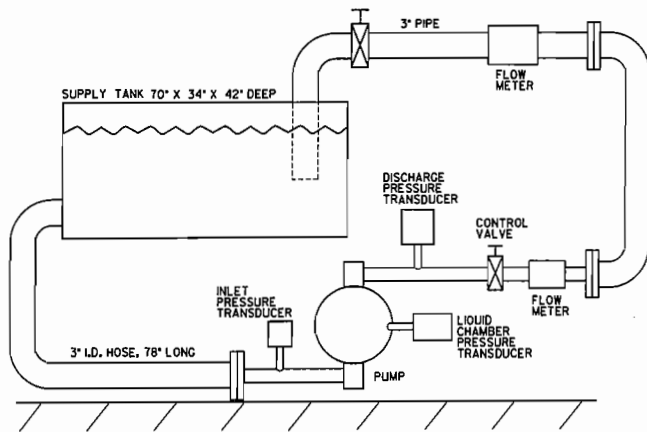 3" PIPE
FLOW
METER
SUPPLY TANK 70" X 34" X 42" DEEP
DISCHARGE
PRESSURE
TRANSDUCER
CONTROL
VALVE
FLOW
METER
INLET
PRESSURE
TRANSDUCER
LIQUID
CHAMBER
PRESSURE
TRANSDUCER
3" I.D. HOSE, 78" LONG
PUMP